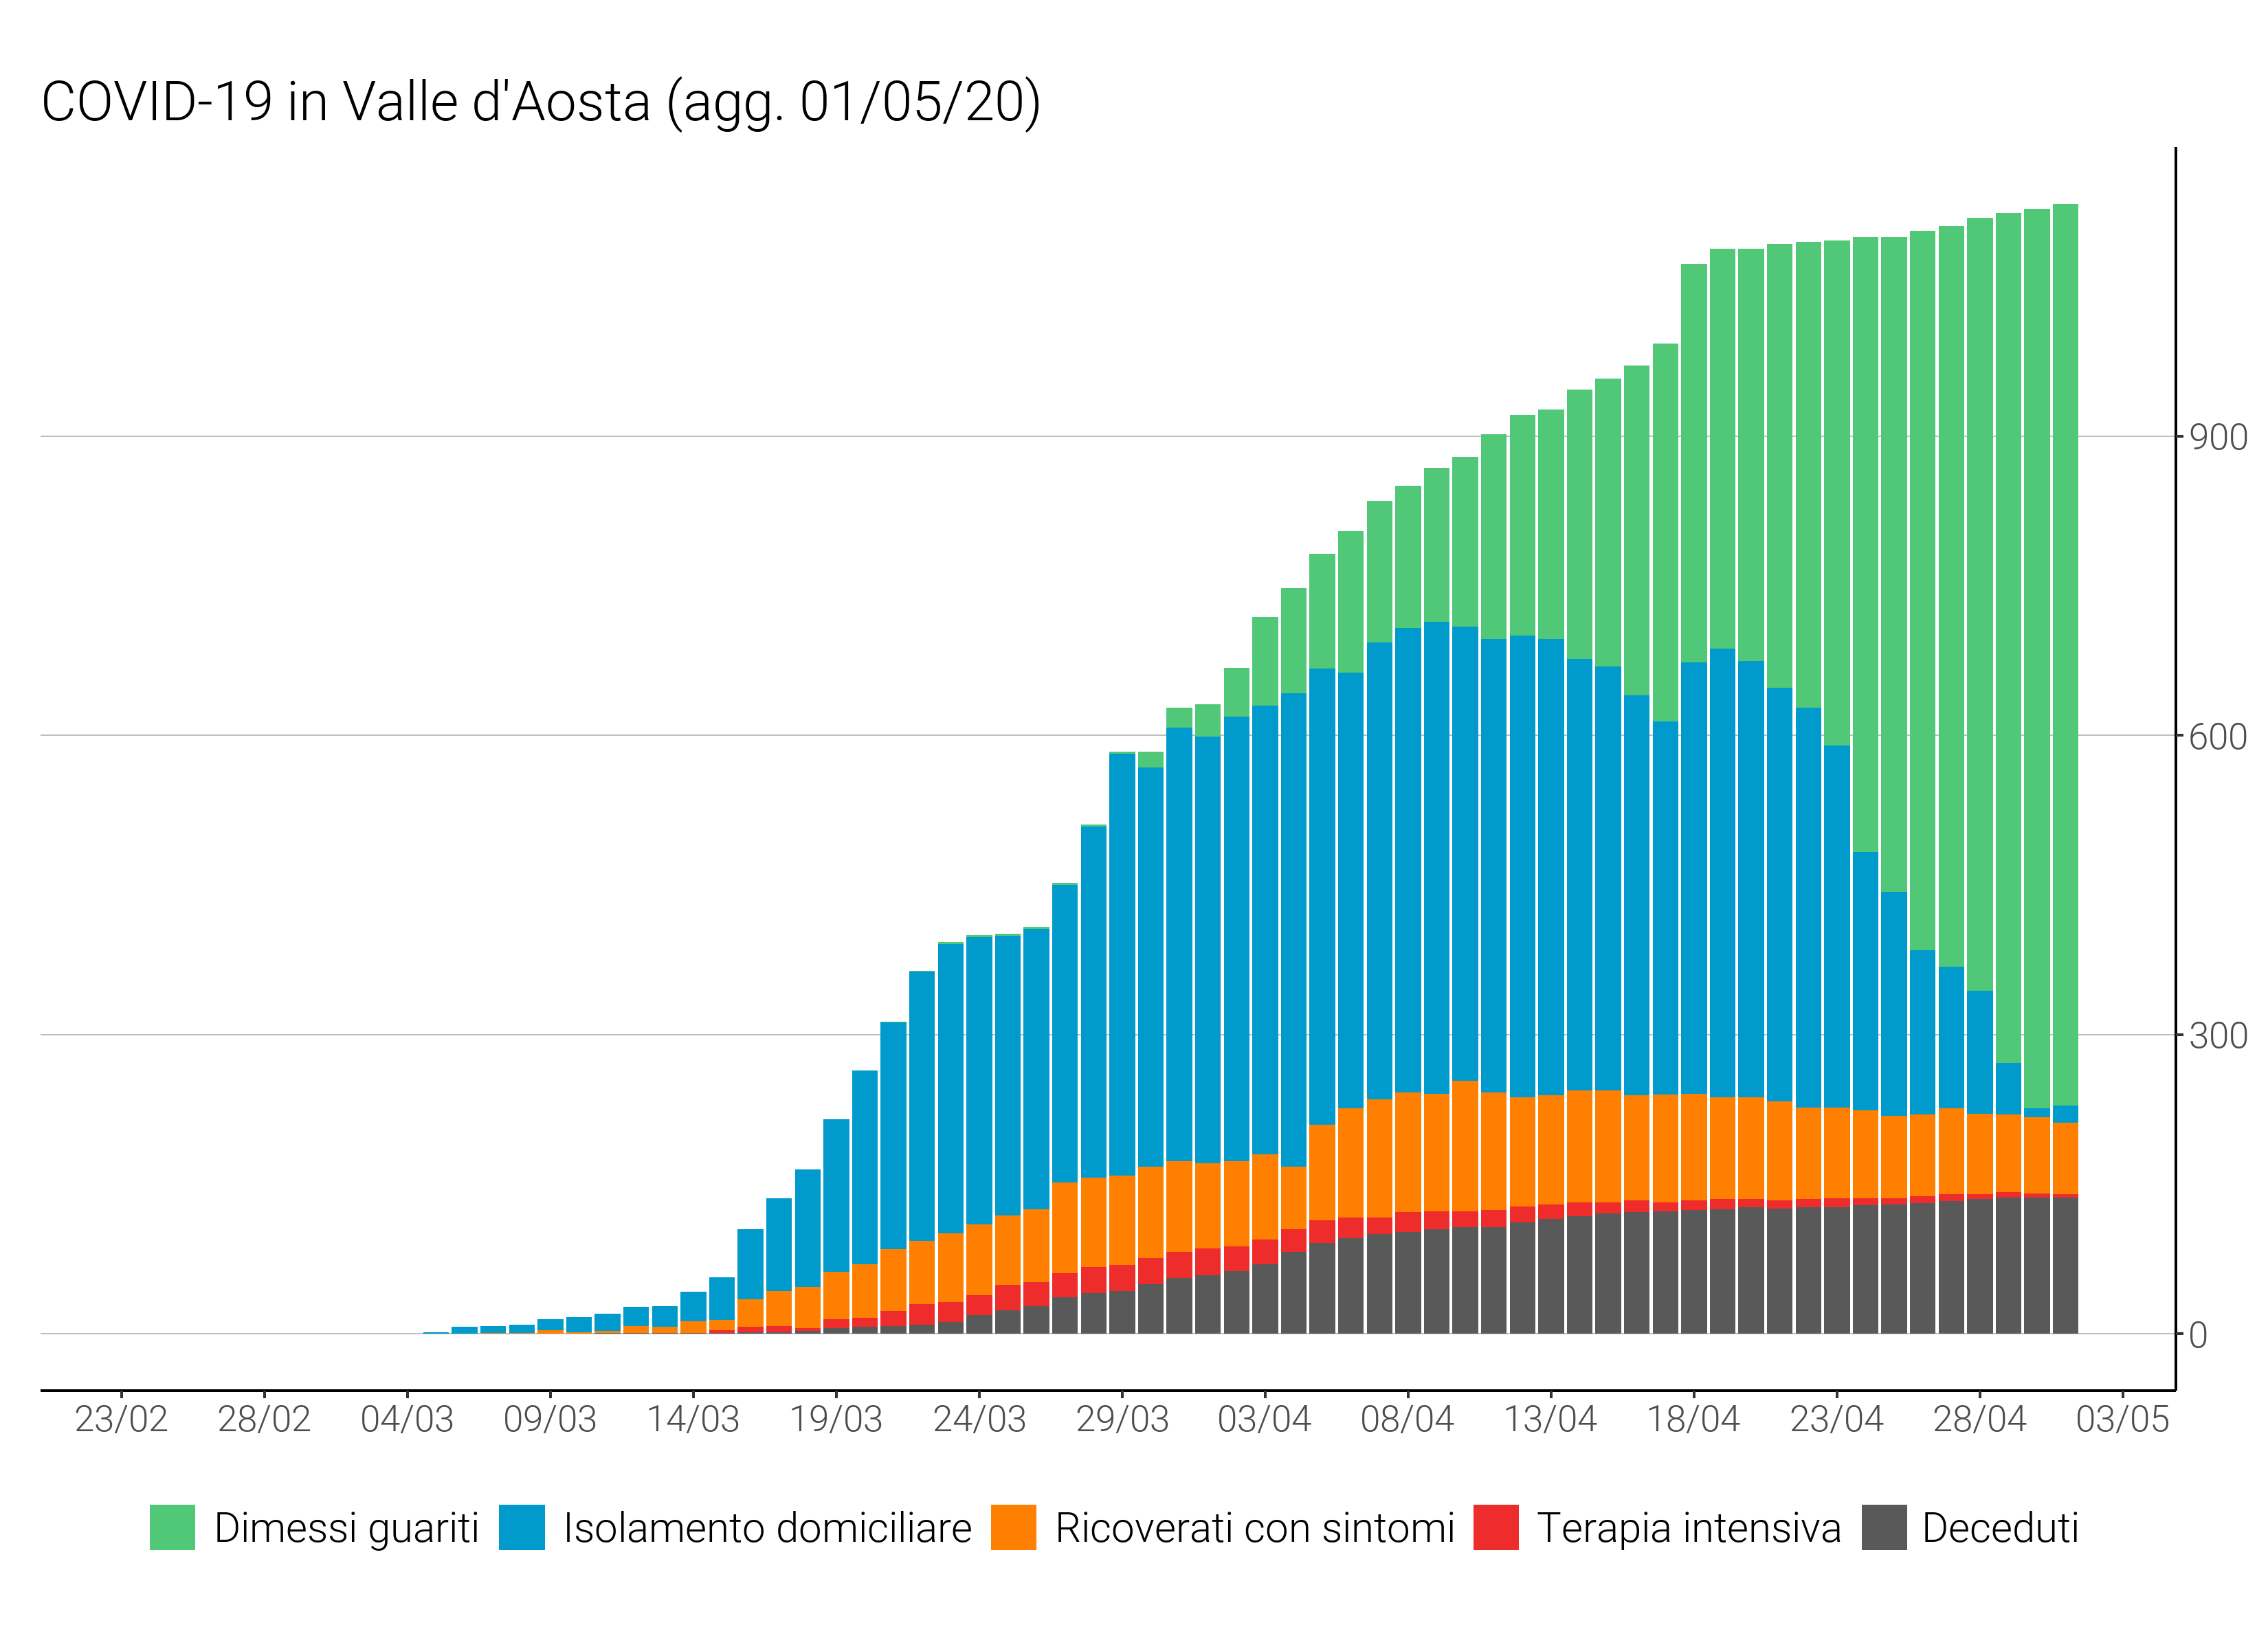 COVID-19 in Valle d'Aosta (agg. 01/05/20)
900
600
300
0
23/02 28/02 04/03 09/03 14/03 19/03 24/03 29/03 03/04 08/04 13/04 18/04 23/04 28/04 03/05
Dimessi guariti Isolamento domiciliare Ricoverati con sintomi Terapia intensiva Deceduti